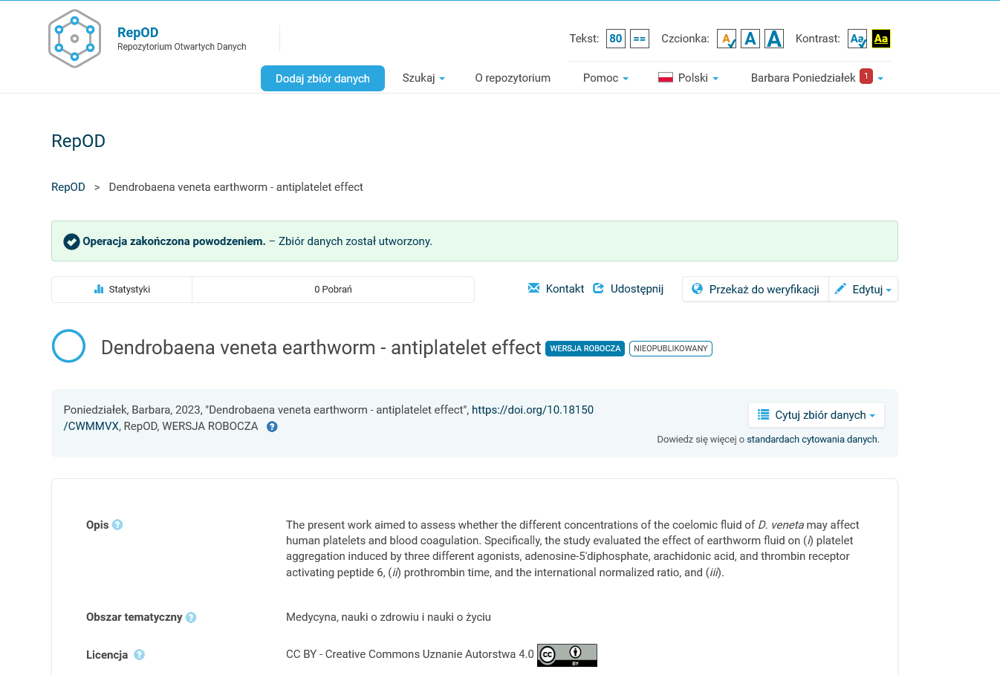 RepOD
Repozytorium Otwartych Danych
Tekst: 80 == Czcionka: A A A Kontrast: Aa Aa
Dodaj zbiór danych Szukaj O repozytorium Pomoc Polski Barbara Poniedziałek 1
RepOD
RepOD > Dendrobaena veneta earthworm - antiplatelet effect
Operacja zakończona powodzeniem. – Zbiór danych został utworzony.
Statystyki 0 Pobrań Kontakt Udostępnij Przekaż do weryfikacji Edytuj
Dendrobaena veneta earthworm - antiplatelet effect WERSJA ROBOCZA NIEOPUBLIKOWANY
Poniedziałek, Barbara, 2023, "Dendrobaena veneta earthworm - antiplatelet effect", https://doi.org/10.18150
/CWMMVX, RepOD, WERSJA ROBOCZA ?
Cytuj zbiór danych
Dowiedz się więcej o standardach cytowania danych.
Opis ? The present work aimed to assess whether the different concentrations of the coelomic fluid of D. veneta may affect
human platelets and blood coagulation. Specifically, the study evaluated the effect of earthworm fluid on (i) platelet
aggregation induced by three different agonists, adenosine-5'diphosphate, arachidonic acid, and thrombin receptor
activating peptide 6, (ii) prothrombin time, and the international normalized ratio, and (iii).
Obszar tematyczny ? Medycyna, nauki o zdrowiu i nauki o życiu
Licencja ? CC BY - Creative Commons Uznanie Autorstwa 4.0 cc BY